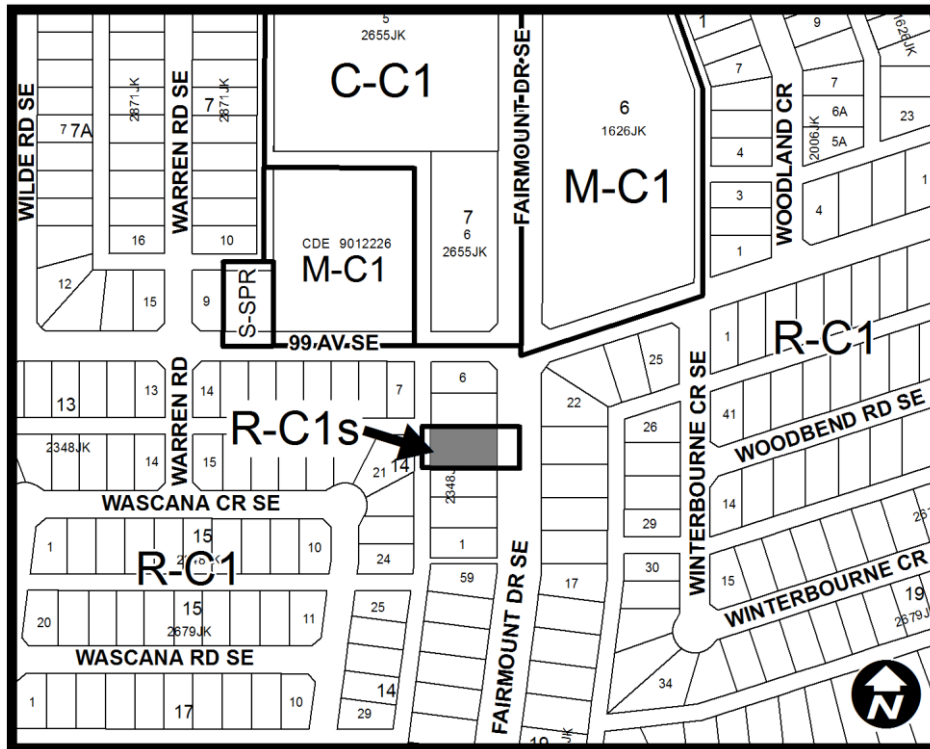 5
2655JK
C-C1
FAIRMOUNT DR SE
6
1626JK
M-C1
1
7
4
3
1
WOODLAND CR
9
7
6A
5A
2006JK
1626JK
23
4
1
WILDE RD SE
7 7A
2871JK
WARREN RD SE
7
2871JK
16
10
12
15
9
S-SPR
CDE 9012226
M-C1
7
6
2655JK
99 AV SE
13
13
2348JK
14
WARREN RD
14
15
7
R-C1s
21
14
6
1
24
22
25
26
29
30
WINTERBOURNE CR SE
1
R-C1
41
WOODBEND RD SE
14
15
WINTERBOURNE CR
19
2679J
WASCANA CR SE
1
15
10
R-C1
20
15
2679JK
11
WASCANA RD SE
1
17
10
25
14
29
59
FAIRMOUNT DR SE
17
34
19
JK
N